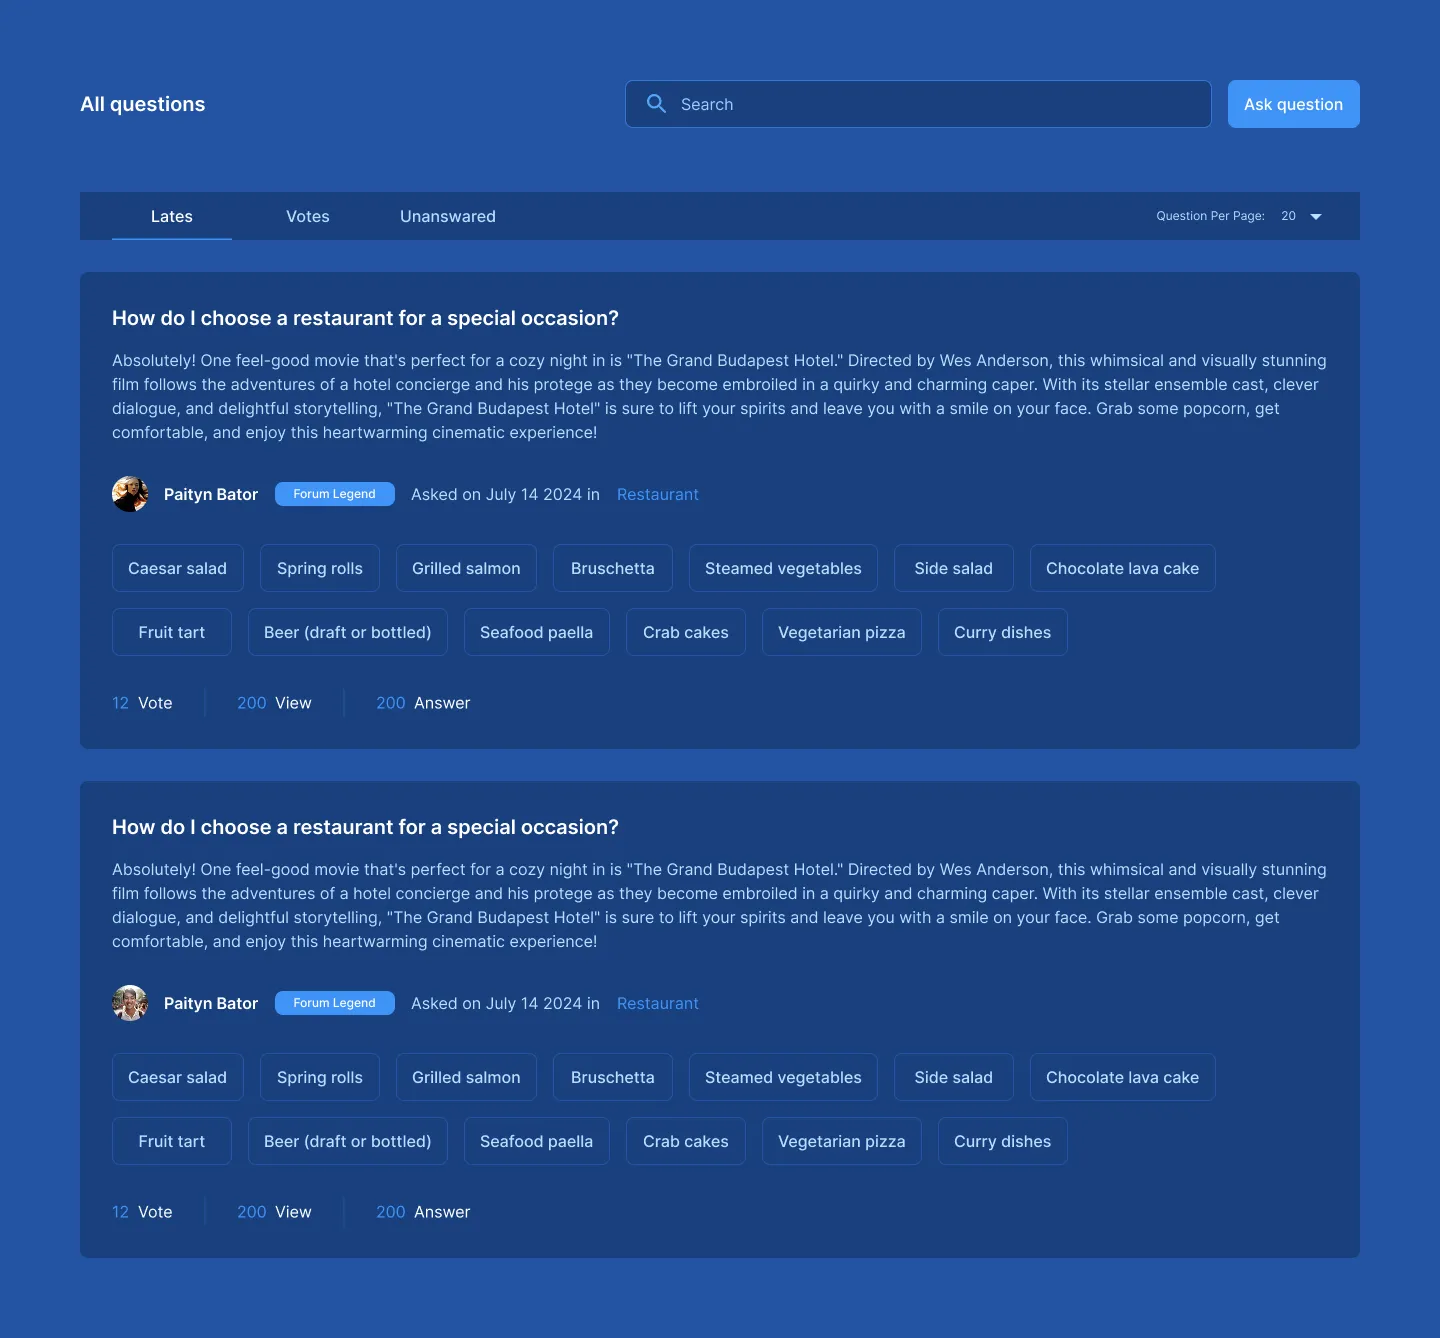 All questions
Search
Ask question
Lates Votes Unanswared Question Per Page: 20
How do I choose a restaurant for a special occasion?
Absolutely! One feel-good movie that's perfect for a cozy night in is "The Grand Budapest Hotel." Directed by Wes Anderson, this whimsical and visually stunning
film follows the adventures of a hotel concierge and his protege as they become embroiled in a quirky and charming caper. With its stellar ensemble cast, clever
dialogue, and delightful storytelling, "The Grand Budapest Hotel" is sure to lift your spirits and leave you with a smile on your face. Grab some popcorn, get
comfortable, and enjoy this heartwarming cinematic experience!
Paityn Bator Forum Legend Asked on July 14 2024 in Restaurant
Caesar salad Spring rolls Grilled salmon Bruschetta Steamed vegetables Side salad Chocolate lava cake
Fruit tart Beer (draft or bottled) Seafood paella Crab cakes Vegetarian pizza Curry dishes
12 Vote 200 View 200 Answer
How do I choose a restaurant for a special occasion?
Absolutely! One feel-good movie that's perfect for a cozy night in is "The Grand Budapest Hotel." Directed by Wes Anderson, this whimsical and visually stunning
film follows the adventures of a hotel concierge and his protege as they become embroiled in a quirky and charming caper. With its stellar ensemble cast, clever
dialogue, and delightful storytelling, "The Grand Budapest Hotel" is sure to lift your spirits and leave you with a smile on your face. Grab some popcorn, get
comfortable, and enjoy this heartwarming cinematic experience!
Paityn Bator Forum Legend Asked on July 14 2024 in Restaurant
Caesar salad Spring rolls Grilled salmon Bruschetta Steamed vegetables Side salad Chocolate lava cake
Fruit tart Beer (draft or bottled) Seafood paella Crab cakes Vegetarian pizza Curry dishes
12 Vote 200 View 200 Answer